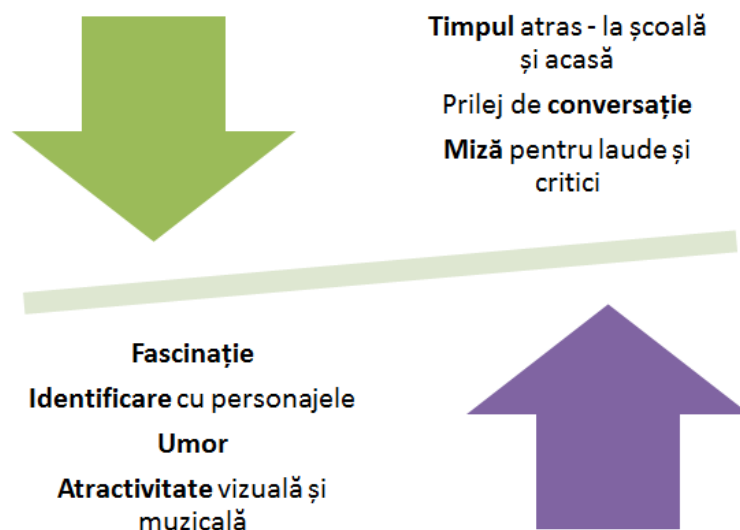 Timpul atras - la școală
și acasă
Prilej de conversație
Miză pentru laude și
critici
Fascinație
Identificare cu personajele
Umor
Atractivitate vizuală și
muzicală